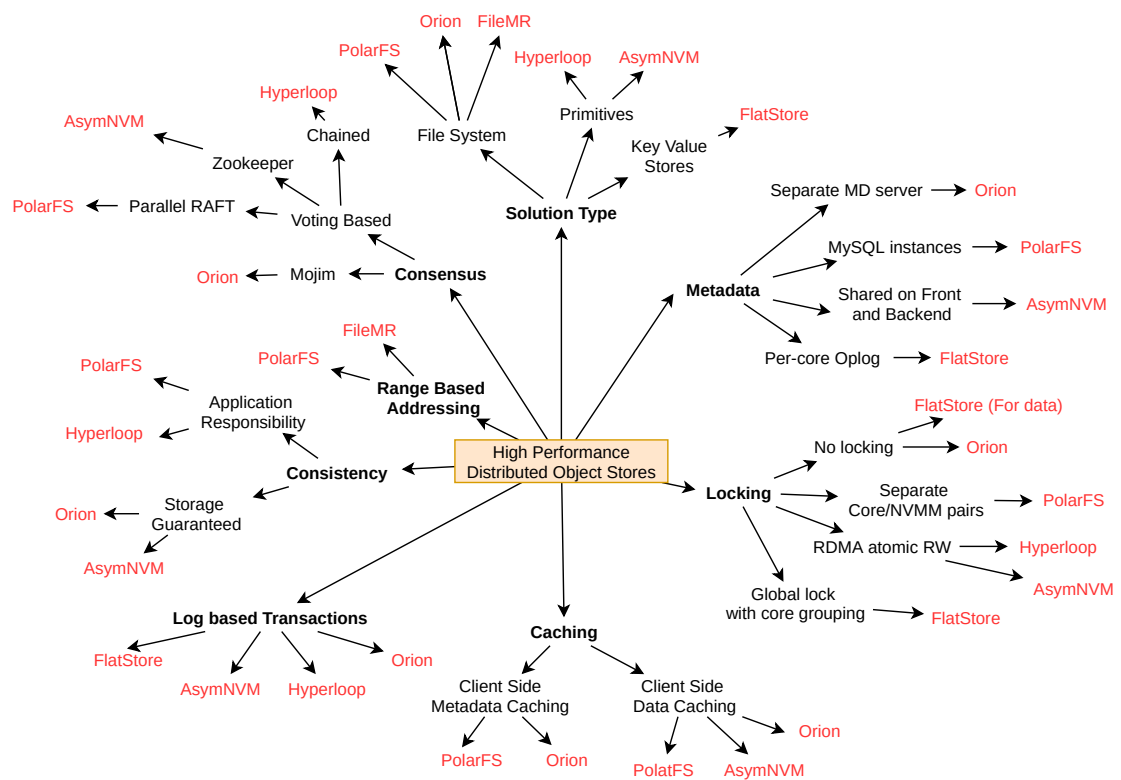 Orion
FileMR
PolarFS
Hyperloop
AsymNVM
Hyperloop
AsymNVM
Chained
File System
Primitives
FlatStore
Key Value
Stores
Zookeeper
PolarFS
Parallel RAFT
Voting Based
Solution Type
Separate MD server
Orion
MySQL instances
PolarFS
Orion
Mojim
Consensus
Metadata
Shared on Front
and Backend
AsymNVM
FileMR
PolarFS
Per-core Oplog
FlatStore
PolarFS
Range Based
Addressing
Application
Responsibility
Hyperloop
FlatStore (For data)
No locking
Orion
High Performance
Distributed Object Stores
Consistency
Locking
Separate
Core/NVMM pairs
PolarFS
Storage
Guaranteed
Orion
AsymNVM
RDMA atomic RW
Hyperloop
AsymNVM
Global lock
with core grouping
FlatStore
Log based Transactions
Caching
FlatStore
AsymNVM
Hyperloop
Orion
Client Side
Metadata Caching
Client Side
Data Caching
PolarFS
Orion
PolatFS
AsymNVM
Orion